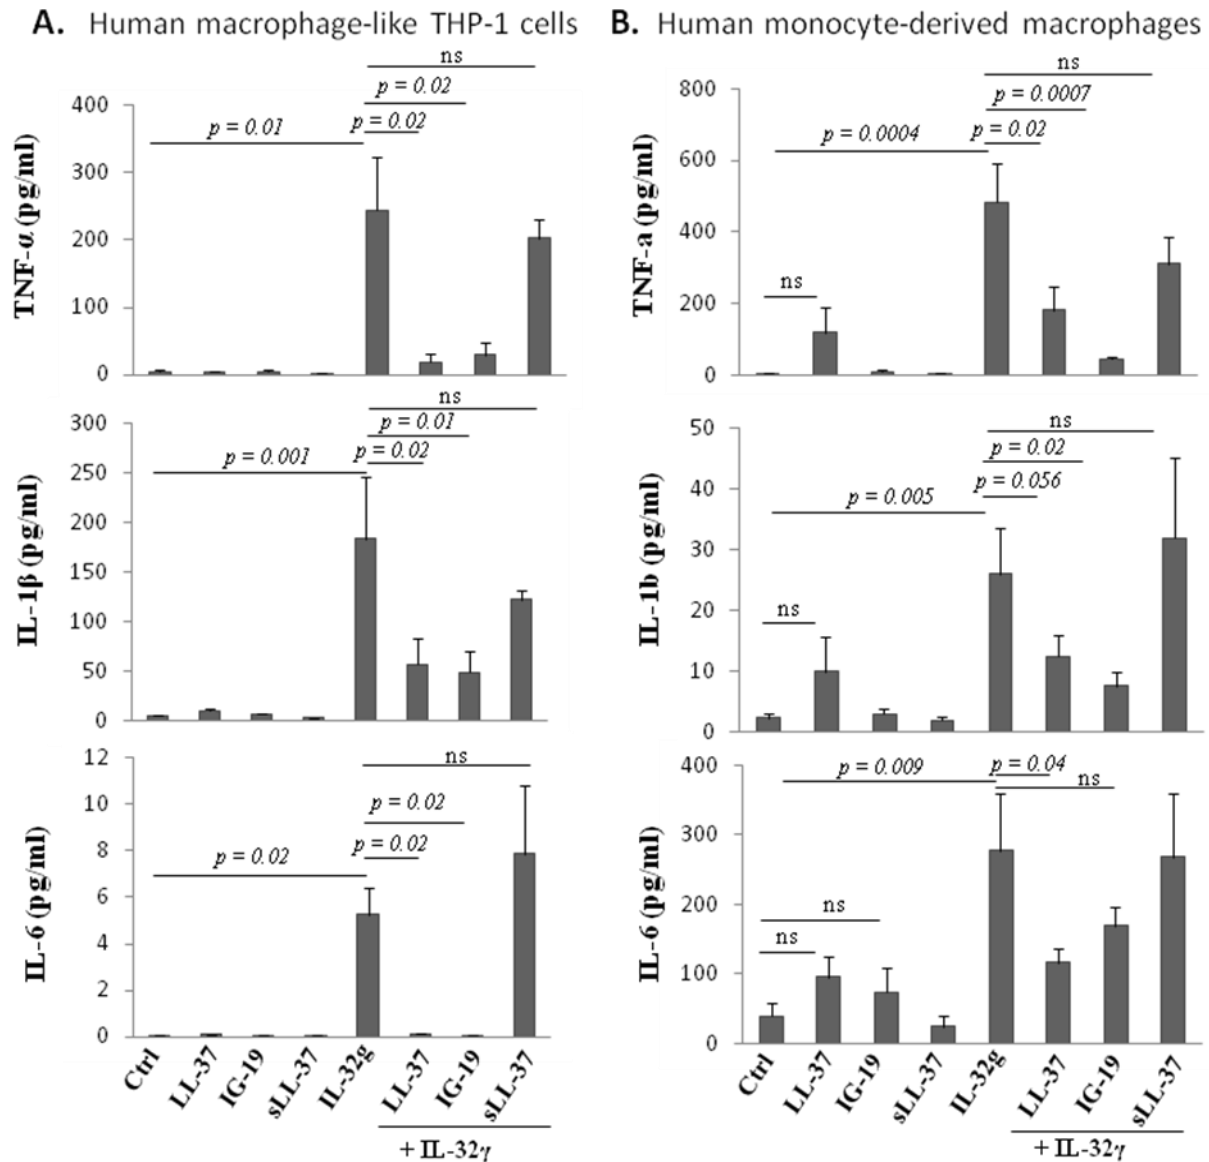 A. Human macrophage-like THP-1 cells
ns
p = 0.02
p = 0.02
p = 0.01
TNF-α (pg/ml)
400
300
200
100
0
ns
p = 0.01
p = 0.02
p = 0.001
IL-1β (pg/ml)
300
250
200
150
100
50
0
ns
p = 0.02
p = 0.02
p = 0.02
IL-6 (pg/ml)
12
10
8
6
4
2
0
Ctrl
LL-37
IG-19
sLL-37
IL-32g
LL-37
IG-19
sLL-37
+ IL-32γ
B. Human monocyte-derived macrophages
ns
p = 0.0007
p = 0.02
p = 0.0004
ns
TNF-a (pg/ml)
800
600
400
200
0
ns
p = 0.02
p = 0.056
p = 0.005
ns
IL-1b (pg/ml)
50
40
30
20
10
0
p = 0.04
p = 0.009
ns
ns
ns
IL-6 (pg/ml)
400
300
200
100
0
Ctrl
LL-37
IG-19
sLL-37
IL-32g
LL-37
IG-19
sLL-37
+ IL-32γ